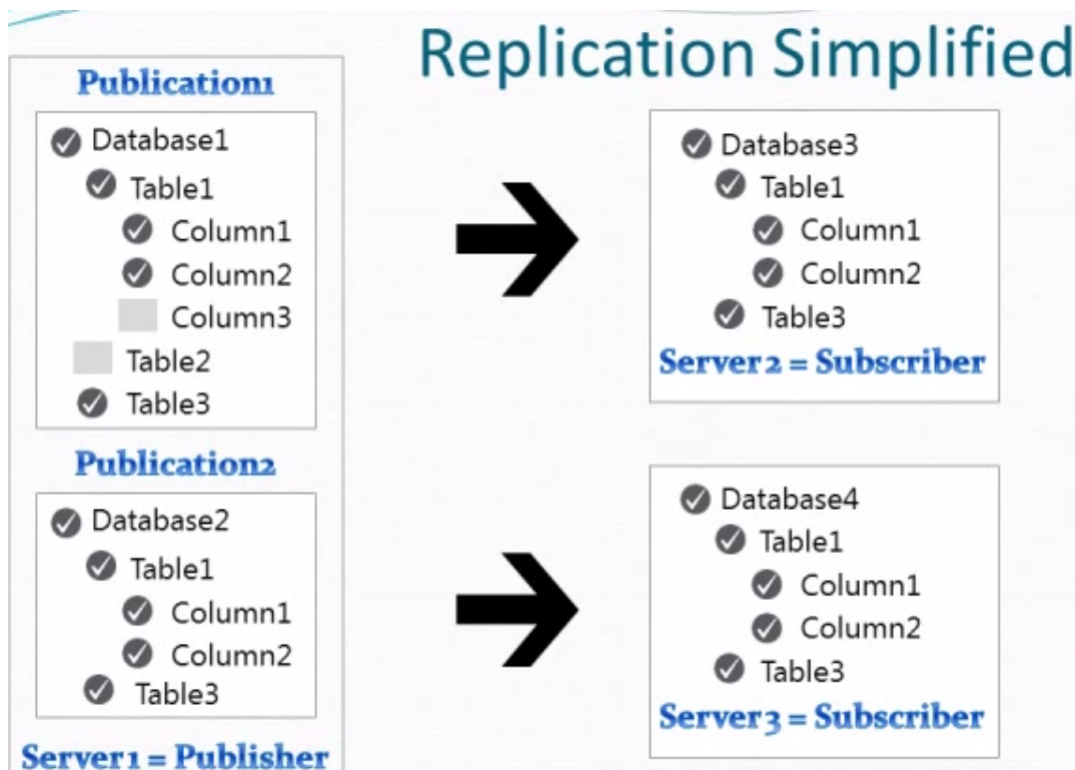 Replication Simplified
Publication1
Database1
Table1
Column1
Column2
Column3
Table2
Table3
Publication2
Database2
Table1
Column1
Column2
Table3
Server1 = Publisher
Database3
Table1
Column1
Column2
Table3
Server2 = Subscriber
Database4
Table1
Column1
Column2
Table3
Server3 = Subscriber